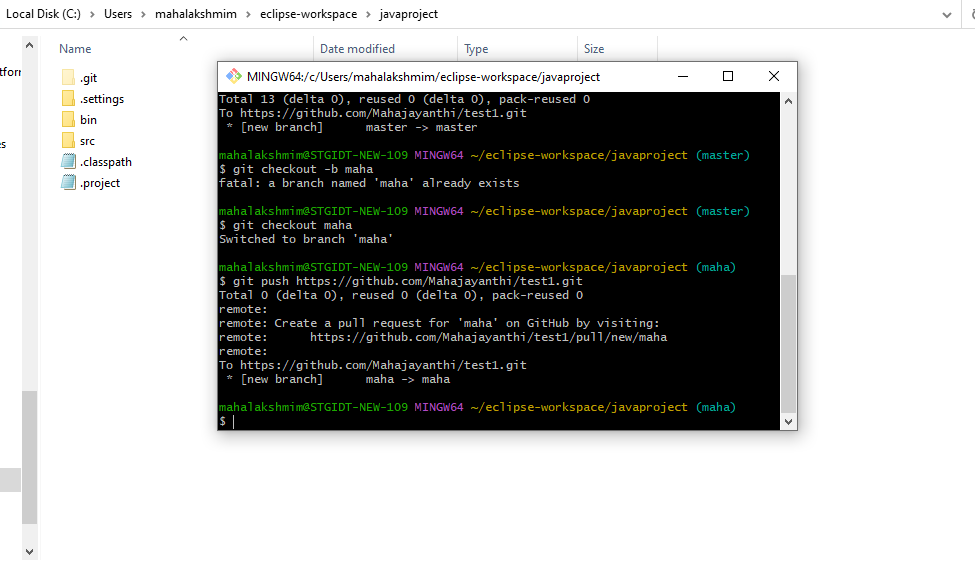 Local Disk (C:) > Users > mahalakshmim > eclipse-workspace > javaproject
Name Date modified Type Size
tforr
es
.git
.settings
bin
src
.classpath
.project
MINGW64:/c/Users/mahalakshmim/eclipse-workspace/javaproject
Total 13 (delta 0), reused 0 (delta 0), pack-reused 0
To https://github.com/Mahajayanthi/test1.git
 * [new branch]      master -> master
mahalakshmim@STGIDT-NEW-109 MINGW64 ~/eclipse-workspace/javaproject (master)
$ git checkout -b maha
fatal: a branch named 'maha' already exists
mahalakshmim@STGIDT-NEW-109 MINGW64 ~/eclipse-workspace/javaproject (master)
$ git checkout maha
Switched to branch 'maha'
mahalakshmim@STGIDT-NEW-109 MINGW64 ~/eclipse-workspace/javaproject (maha)
$ git push https://github.com/Mahajayanthi/test1.git
Total 0 (delta 0), reused 0 (delta 0), pack-reused 0
remote:
remote: Create a pull request for 'maha' on GitHub by visiting:
remote:      https://github.com/Mahajayanthi/test1/pull/new/maha
remote:
To https://github.com/Mahajayanthi/test1.git
 * [new branch]      maha -> maha
mahalakshmim@STGIDT-NEW-109 MINGW64 ~/eclipse-workspace/javaproject (maha)
$